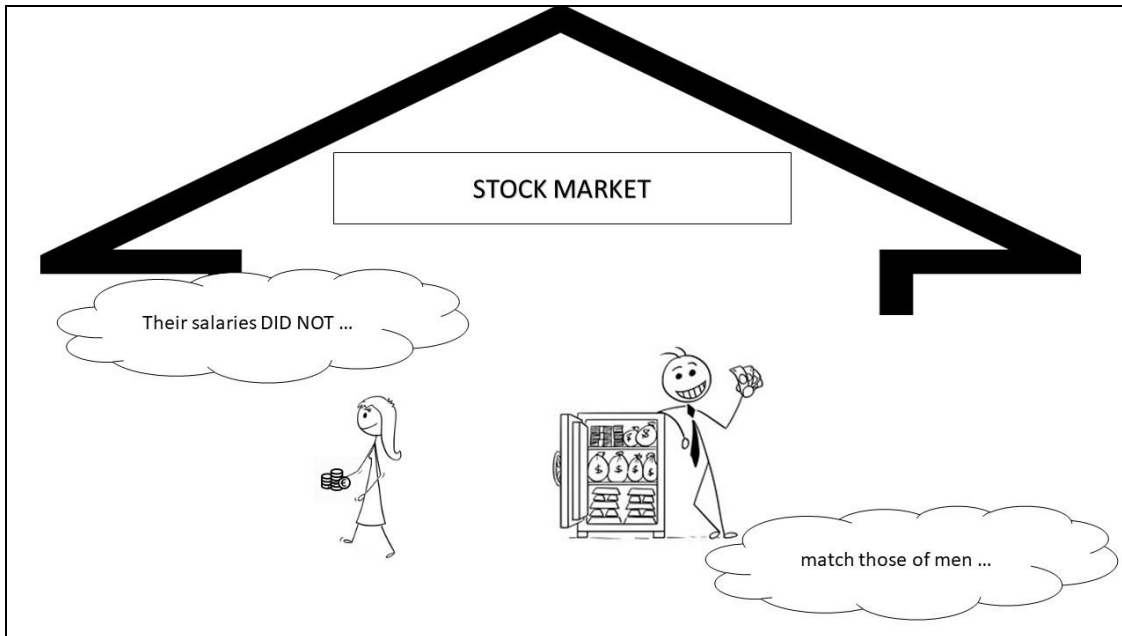 STOCK MARKET
Their salaries DID NOT ...
$ $
$ $ $ $
€
match those of men ...